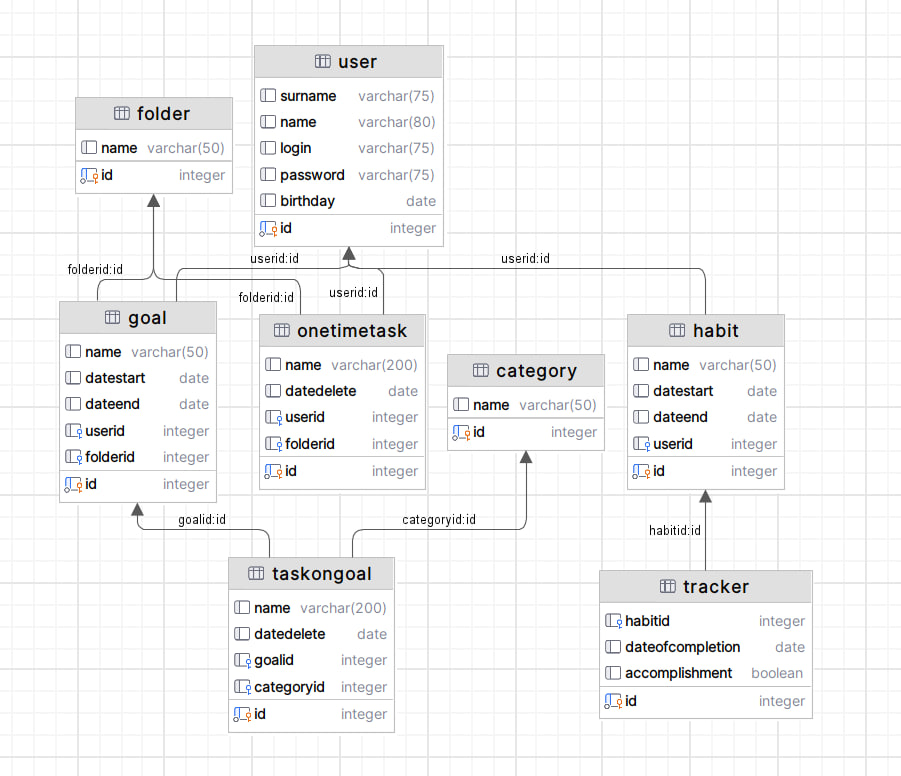 user
surname varchar(75)
name varchar(80)
login varchar(75)
password varchar(75)
birthday date
id integer
folder
name varchar(50)
id integer
folderid:id
userid:id
userid:id
folderid:id
userid:id
goal
name varchar(50)
datestart date
dateend date
userid integer
folderid integer
id integer
onetimetask
name varchar(200)
datedelete date
userid integer
folderid integer
id integer
category
name varchar(50)
id integer
habit
name varchar(50)
datestart date
dateend date
userid integer
id integer
goalid:id
categoryid:id
habitid:id
taskongoal
name varchar(200)
datedelete date
goalid integer
categoryid integer
id integer
tracker
habitid integer
dateofcompletion date
accomplishment boolean
id integer